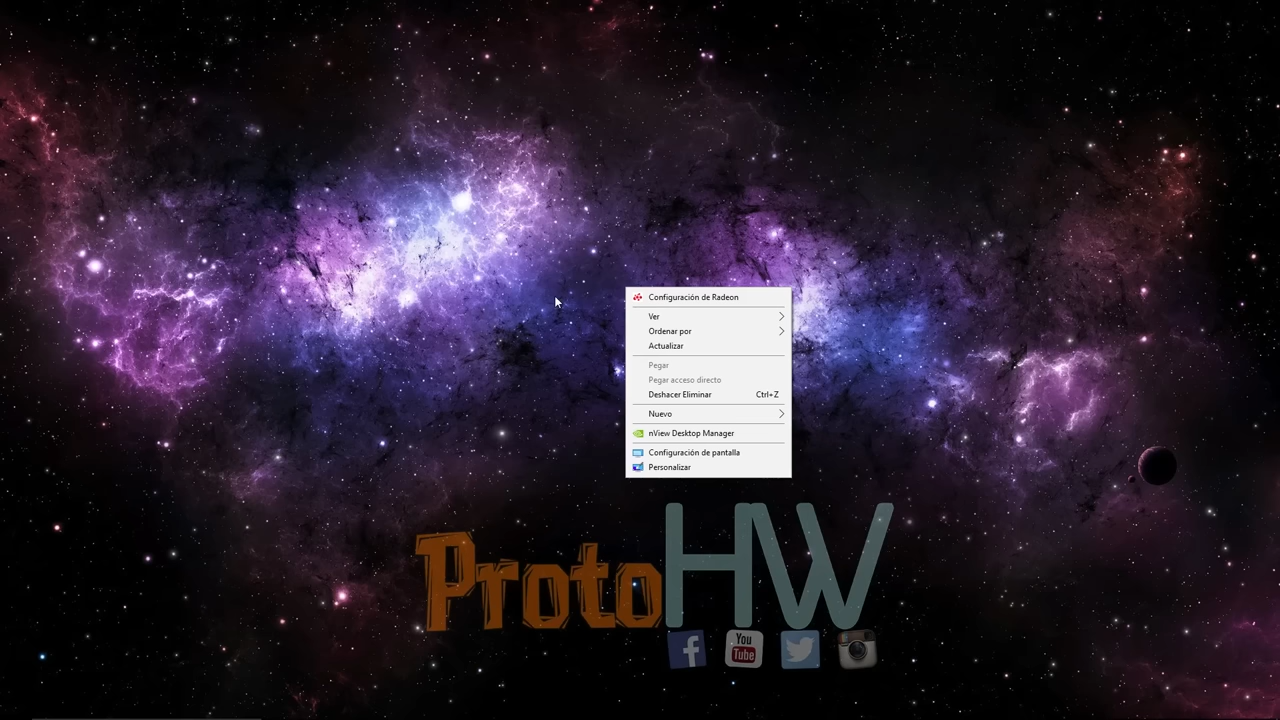 Configuración de Radeon
Ver
Ordenar por
Actualizar
Pegar
Pegar acceso directo
Deshacer Eliminar Ctrl+Z
Nuevo
nView Desktop Manager
Configuración de pantalla
Personalizar
ProtoHW
f You Tube